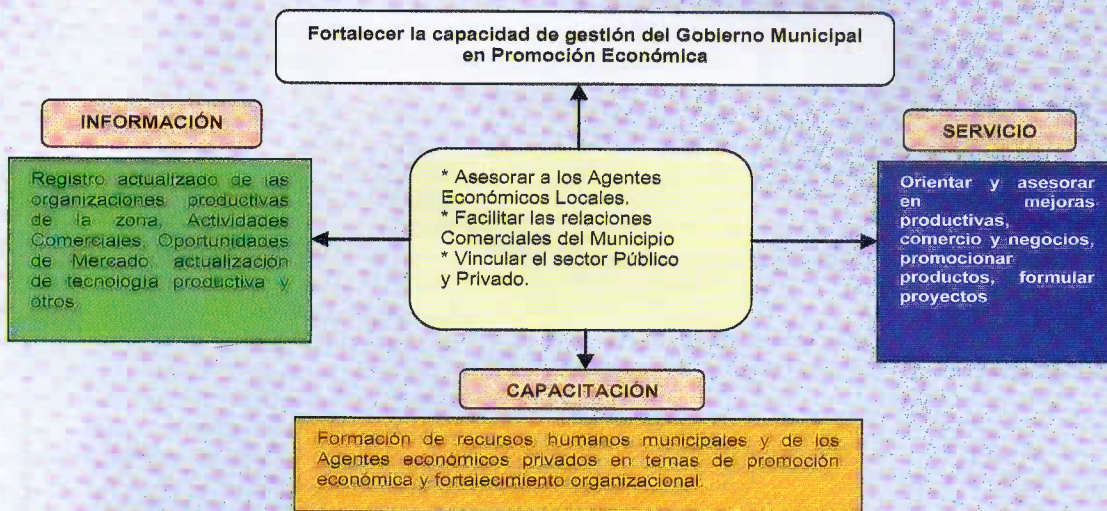 Fortalecer la capacidad de gestión del Gobierno Municipal
en Promoción Económica
INFORMACIÓN
Registro actualizado de las
organizaciones productivas
de la zona, Actividades
Comerciales, Oportunidades
de Mercado, actualización
de tecnología productiva y
otros.
* Asesorar a los Agentes
Económicos Locales.
* Facilitar las relaciones
Comerciales del Municipio
* Vincular el sector Público
y Privado.
SERVICIO
Orientar y asesorar
en mejoras
productivas,
comercio y negocios,
promocionar
productos, formular
proyectos
CAPACITACIÓN
Formación de recursos humanos municipales y de los
Agentes económicos privados en temas de promoción
económica y fortalecimiento organizacional.